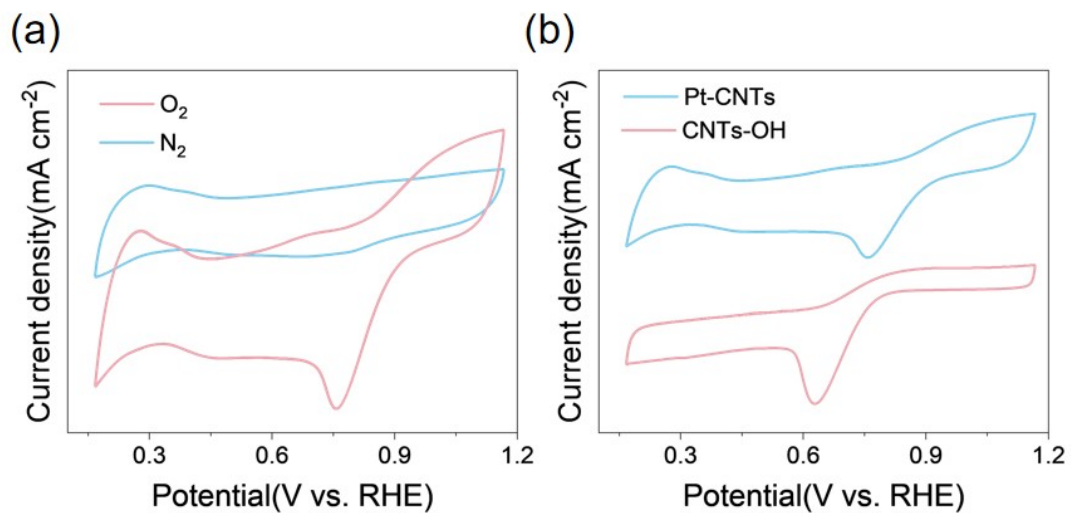 (a)
(b)
Current density(mA cm⁻²)
O₂
N₂
0.3 0.6 0.9 1.2
Potential(V vs. RHE)
Current density(mA cm⁻²)
Pt-CNTs
CNTs-OH
0.3 0.6 0.9 1.2
Potential(V vs. RHE)